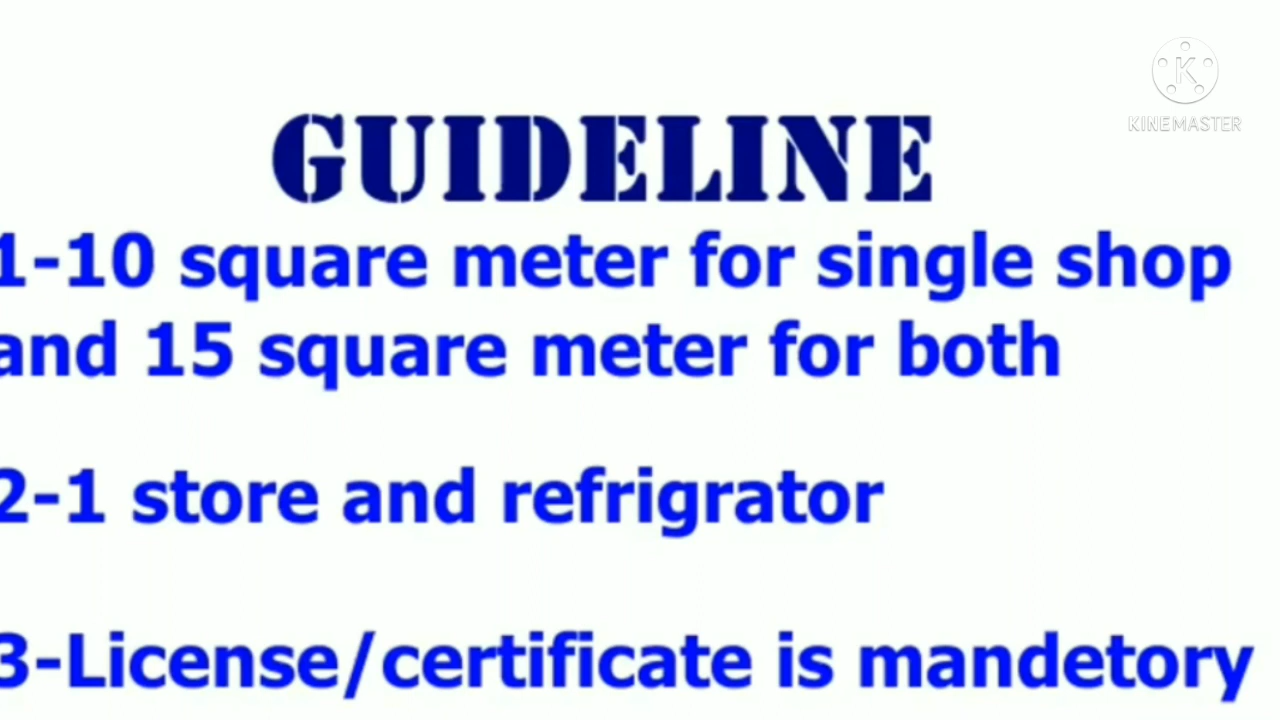 KINEMASTER
GUIDELINE
1-10 square meter for single shop
and 15 square meter for both
2-1 store and refrigrator
3-License/certificate is mandetory